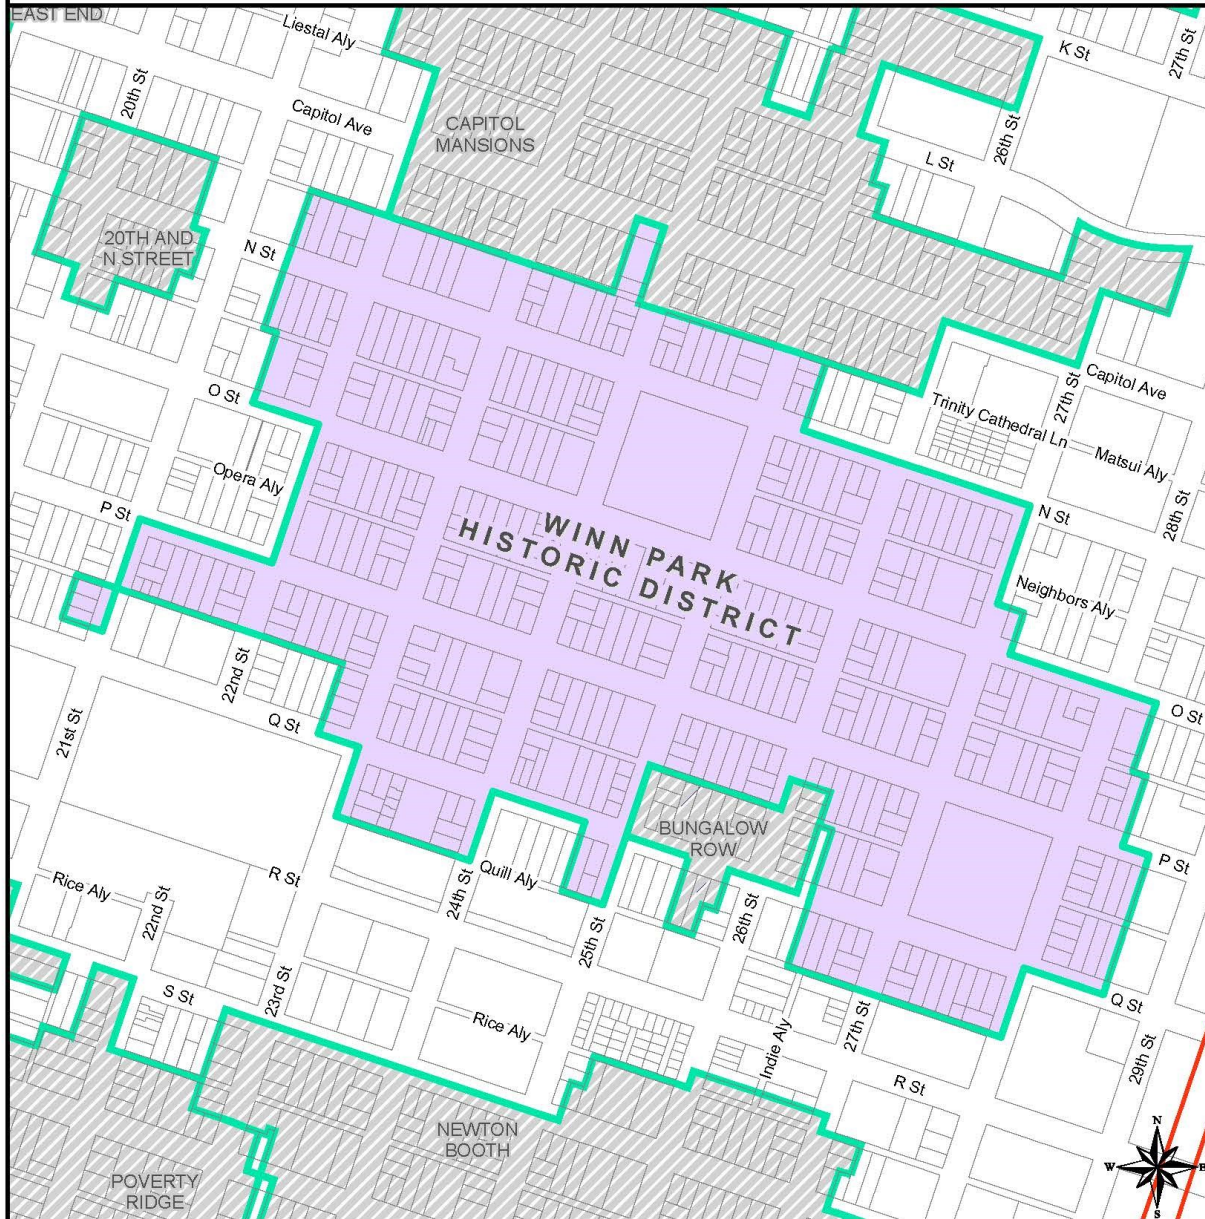 EAST END
Liestal Aly
K St
27th St
20th St
Capitol Ave
CAPITOL
MANSIONS
26th St
L St
20TH AND
N STREET
N St
Capitol Ave
27th St
O St
Trinity Cathedral Ln
Matsui Aly
Opera Aly
P St
N St
28th St
WINN PARK
HISTORIC DISTRICT
Neighbors Aly
22nd St
21st St
Q St
O St
BUNGALOW
ROW
P St
Quill Aly
R St
Rice Aly
22nd St
24th St
25th St
26th St
S St
23rd St
Rice Aly
27th St
Q St
Indie Aly
29th St
R St
NEWTON
BOOTH
POVERTY
RIDGE
N
W
E
S